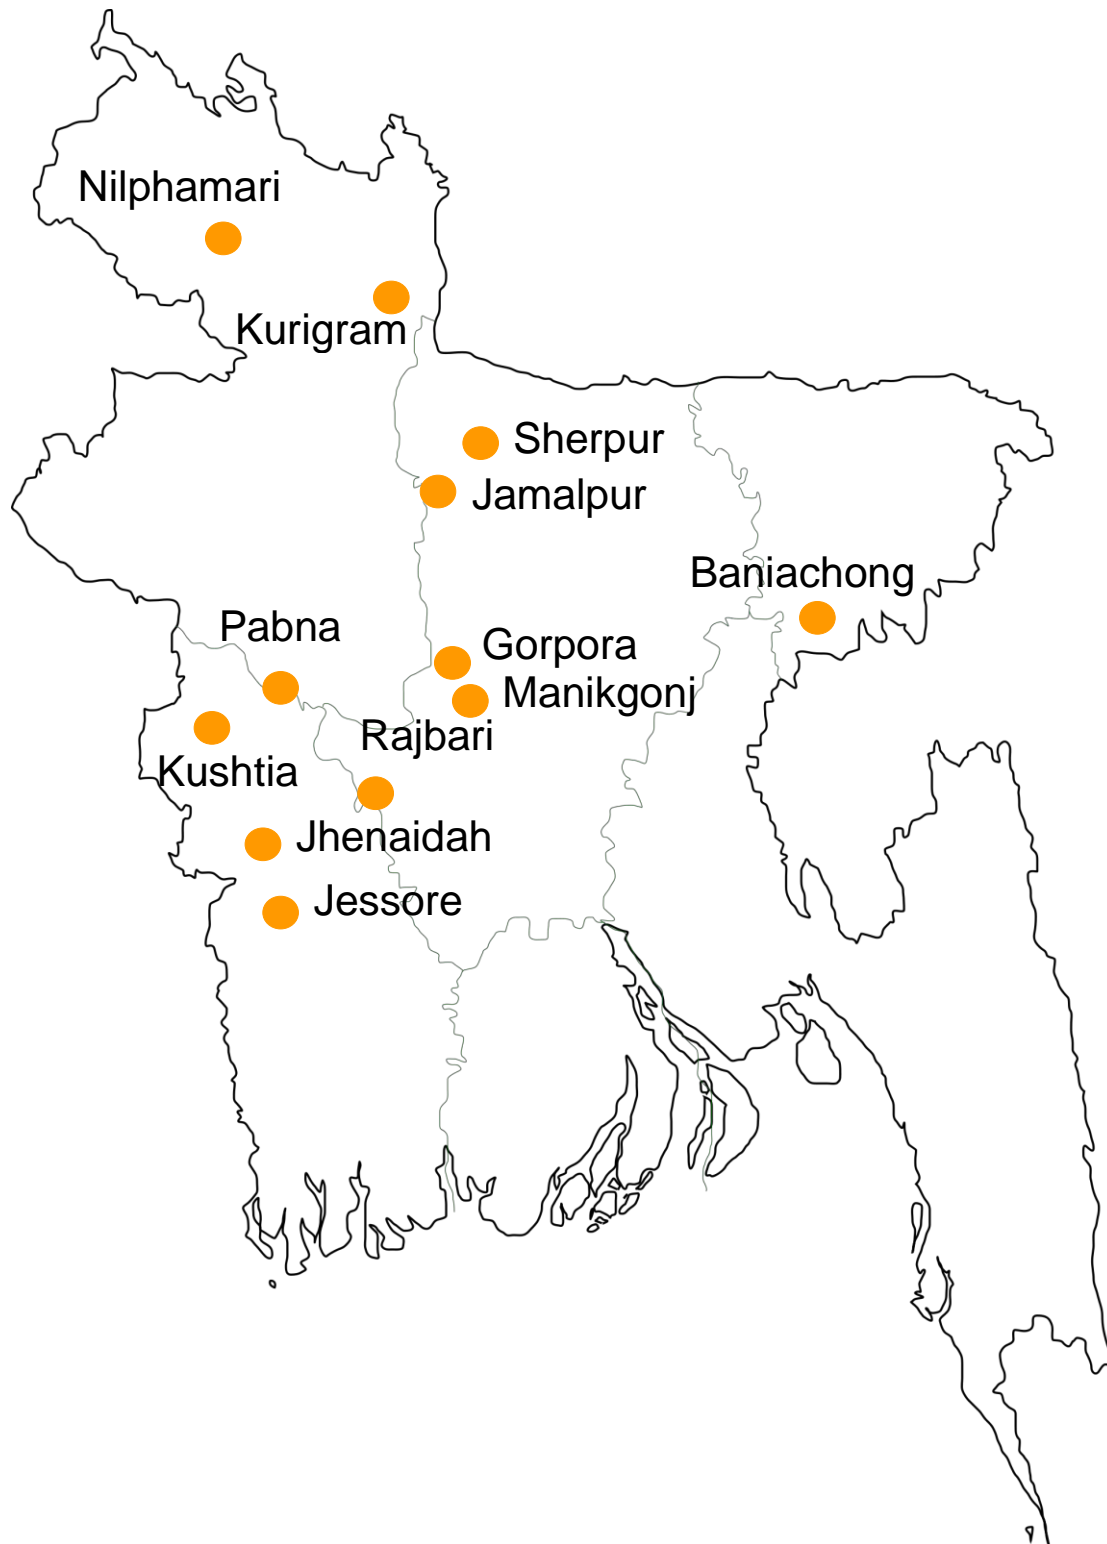 Nilphamari
Kurigram
Sherpur
Jamalpur
Baniachong
Pabna
Gorpora
Manikgonj
Rajbari
Kushtia
Jhenaidah
Jessore